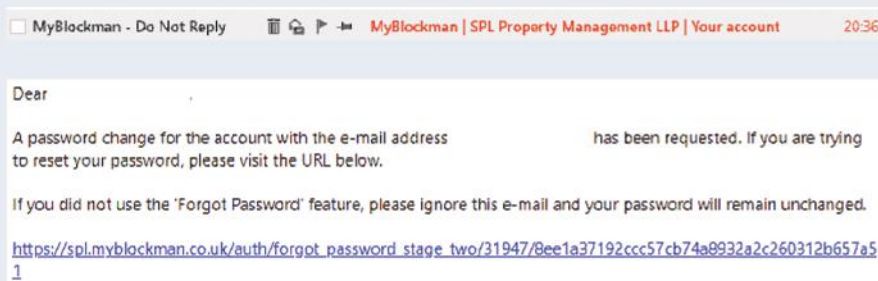 MyBlockman - Do Not Reply MyBlockman | SPL Property Management LLP | Your account 20:36
Dear .
A password change for the account with the e-mail address has been requested. If you are trying
to reset your password, please visit the URL below.
If you did not use the 'Forgot Password' feature, please ignore this e-mail and your password will remain unchanged.
https://spl.myblockman.co.uk/auth/forgot_password_stage_two/31947/8ee1a37192ccc57cb74a8932a2c260312b657a5
1